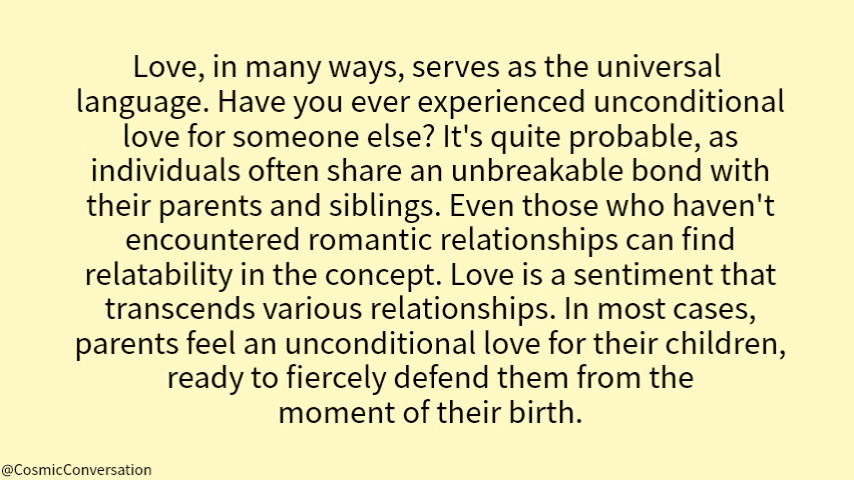 Love, in many ways, serves as the universal
language. Have you ever experienced unconditional
love for someone else? It's quite probable, as
individuals often share an unbreakable bond with
their parents and siblings. Even those who haven't
encountered romantic relationships can find
relatability in the concept. Love is a sentiment that
transcends various relationships. In most cases,
parents feel an unconditional love for their children,
ready to fiercely defend them from the
moment of their birth.
@CosmicConversation